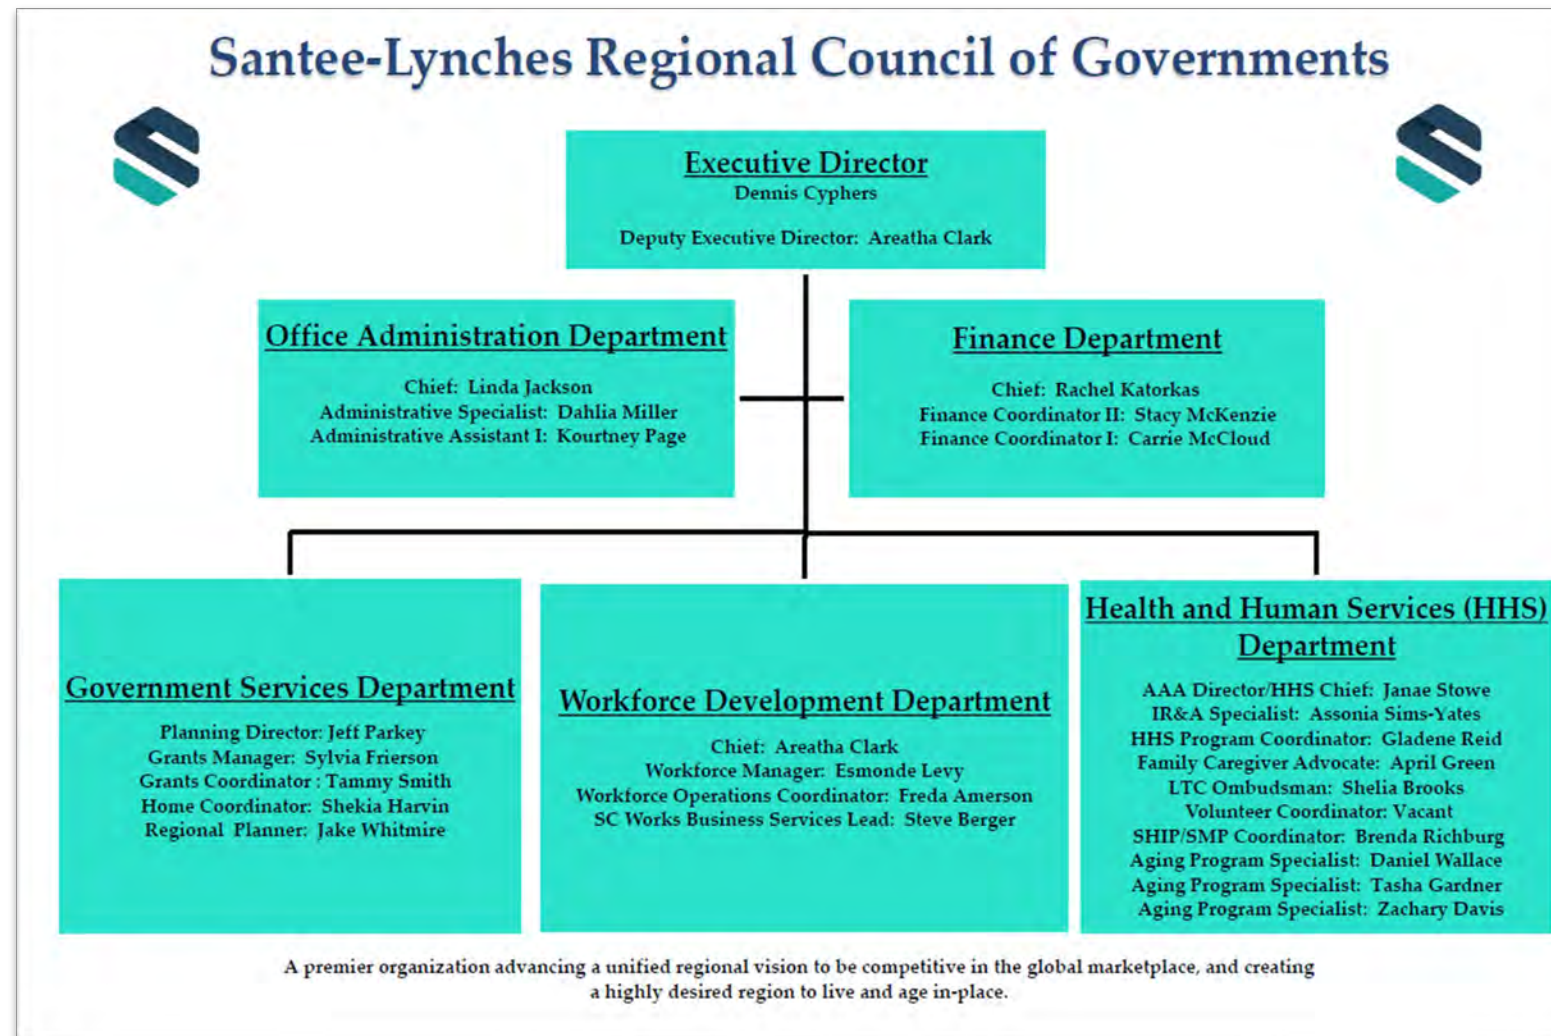 Santee-Lynches Regional Council of Governments
Executive Director
Dennis Cyphers
Deputy Executive Director: Areatha Clark
Office Administration Department
Chief: Linda Jackson
Administrative Specialist: Dahlia Miller
Administrative Assistant I: Kourtney Page
Finance Department
Chief: Rachel Katorkas
Finance Coordinator II: Stacy McKenzie
Finance Coordinator I: Carrie McCloud
Government Services Department
Planning Director: Jeff Parkey
Grants Manager: Sylvia Frierson
Grants Coordinator : Tammy Smith
Home Coordinator: Shekia Harvin
Regional Planner: Jake Whitmire
Workforce Development Department
Chief: Areatha Clark
Workforce Manager: Esmonde Levy
Workforce Operations Coordinator: Freda Amerson
SC Works Business Services Lead: Steve Berger
Health and Human Services (HHS)
Department
AAA Director/HHS Chief: Janae Stowe
IR&A Specialist: Assonia Sims-Yates
HHS Program Coordinator: Gladene Reid
Family Caregiver Advocate: April Green
LTC Ombudsman: Shelia Brooks
Volunteer Coordinator: Vacant
SHIP/SMP Coordinator: Brenda Richburg
Aging Program Specialist: Daniel Wallace
Aging Program Specialist: Tasha Gardner
Aging Program Specialist: Zachary Davis
A premier organization advancing a unified regional vision to be competitive in the global marketplace, and creating
a highly desired region to live and age in-place.